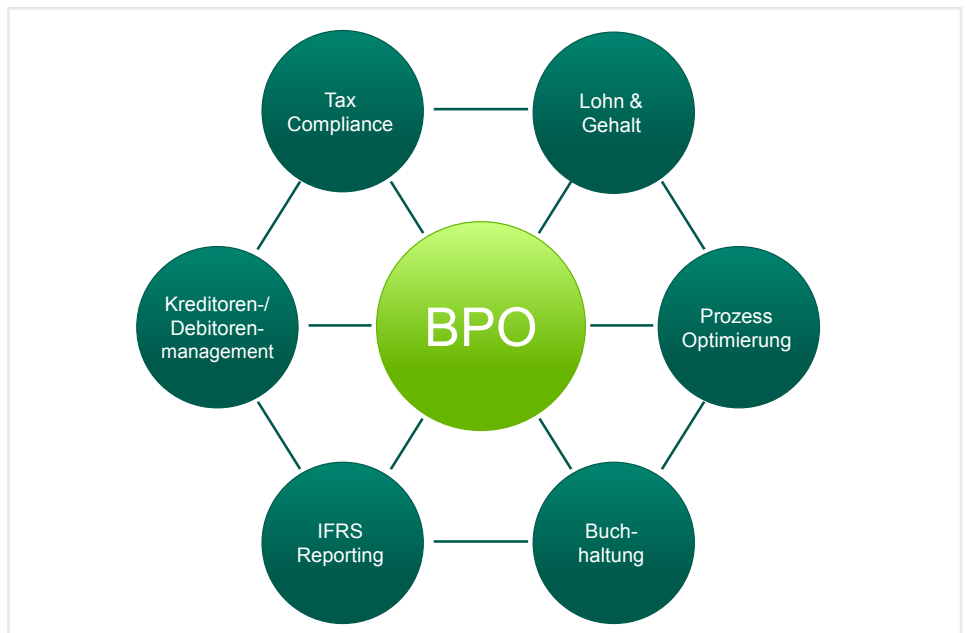 Tax
Compliance
Lohn &
Gehalt
Kreditoren-/
Debitoren-
management
BPO
Prozess
Optimierung
IFRS
Reporting
Buch-
haltung